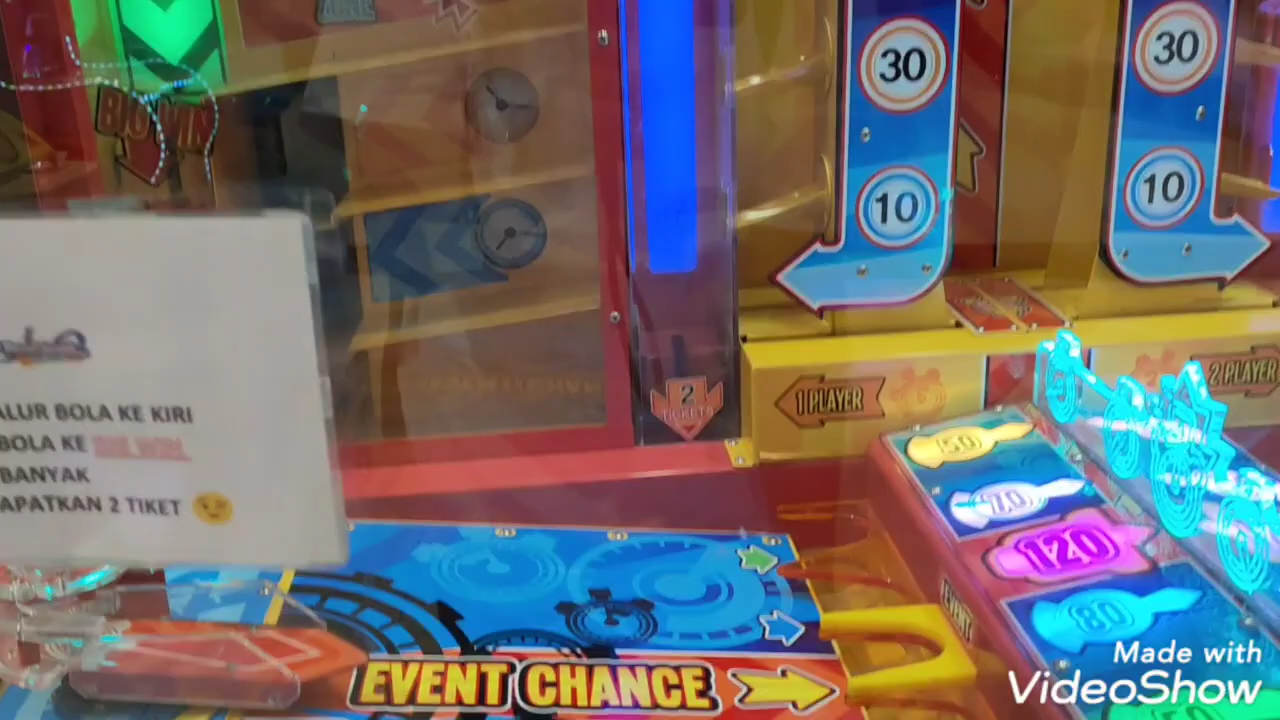 30
10
30
10
BIG WIN
ALUR BOLA KE KIRI
BOLA KE
BANYAK
APATKAN 2 TIKET
2
TICKETS
1 PLAYER
2 PLAYER
50
70
120
80
EVENT
EVENT CHANCE
Made with
VideoShow